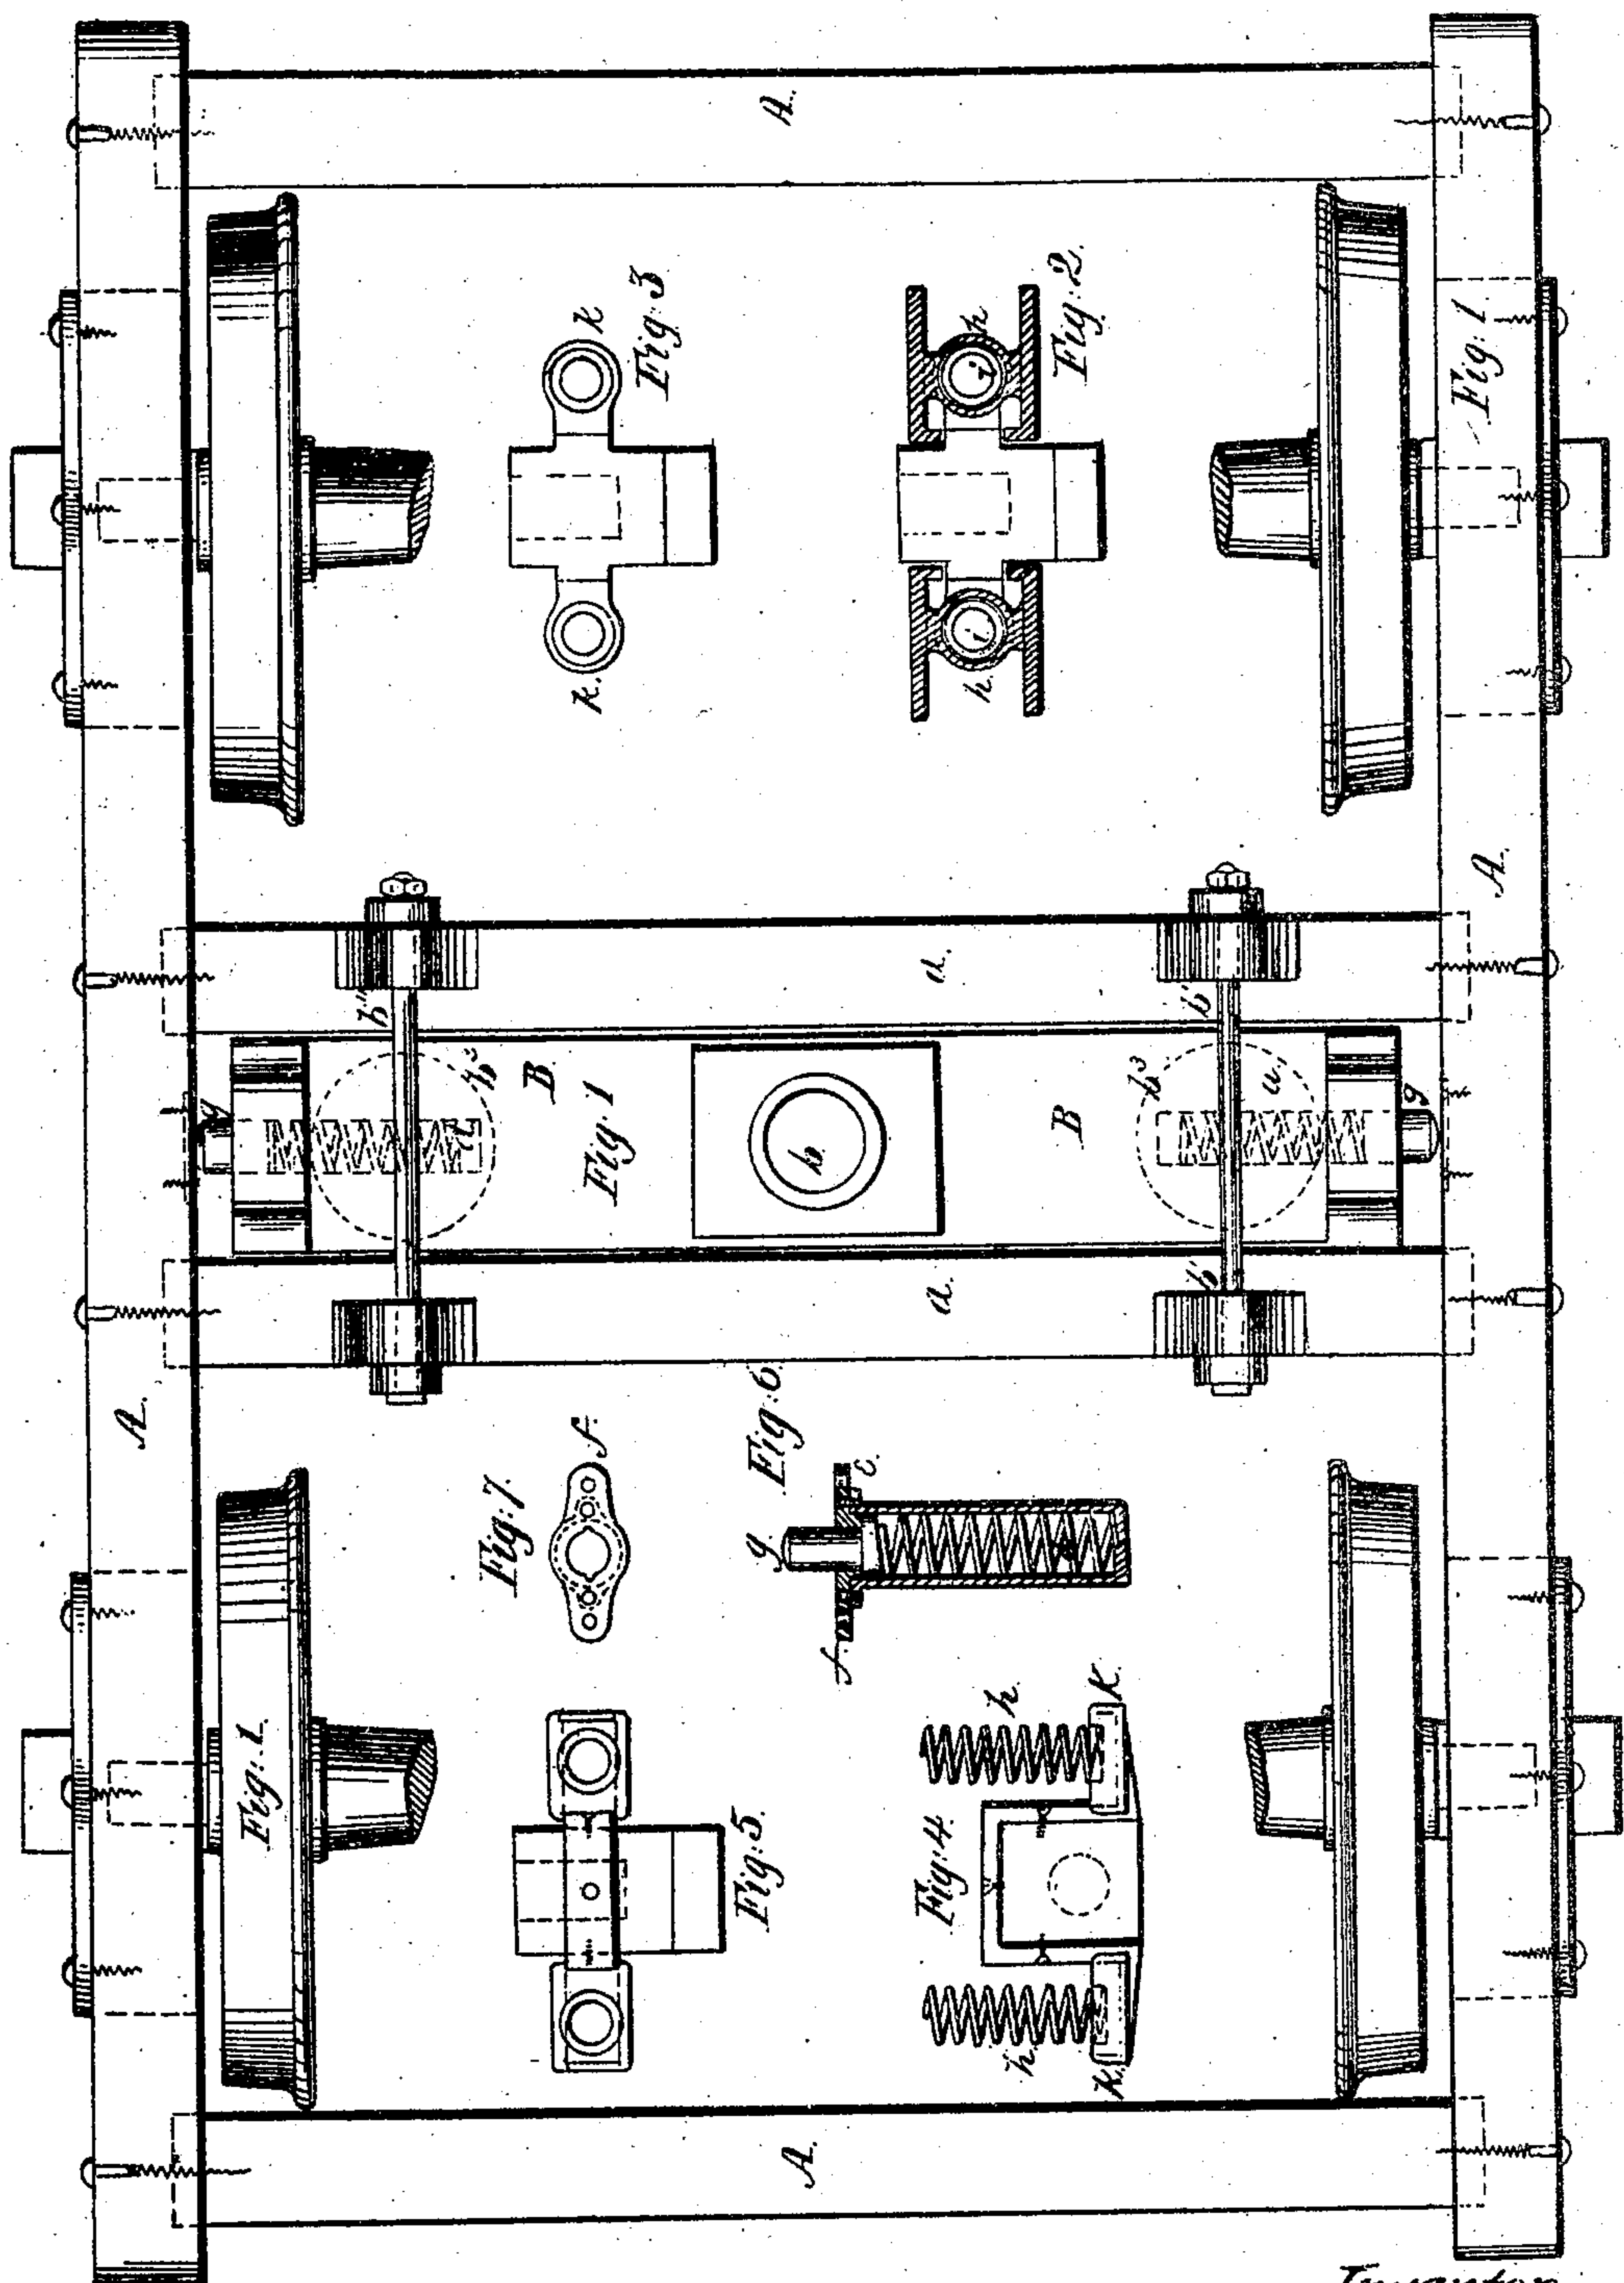 A.
Fig: 3
k
k.
Fig: 2.
h
i
i
h.
Fig: 1
A.
a.
b''
b'
B
Fig. 1
b.
B
b³
a.
g
g
b'
a.
A.
Fig: 7.
f.
Fig: 6.
g.
c.
f.
Fig: 1.
Fig: 5.
Fig: 4.
h.
K.
h.
K.
A.
Inventor